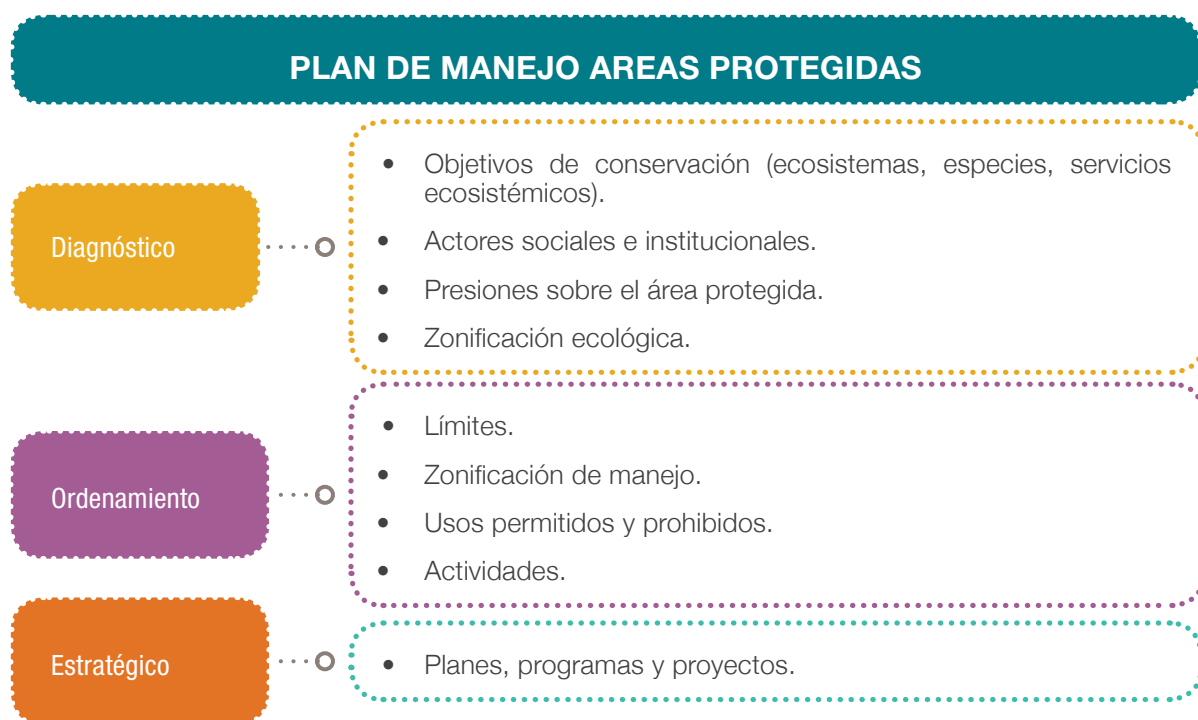 PLAN DE MANEJO AREAS PROTEGIDAS
Diagnóstico
• Objetivos de conservación (ecosistemas, especies, servicios
ecosistémicos).
• Actores sociales e institucionales.
• Presiones sobre el área protegida.
• Zonificación ecológica.
Ordenamiento
• Límites.
• Zonificación de manejo.
• Usos permitidos y prohibidos.
• Actividades.
Estratégico
• Planes, programas y proyectos.